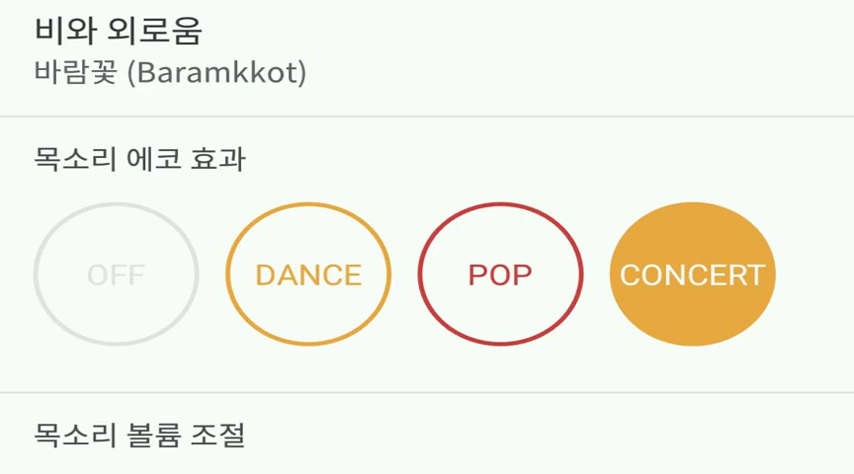 비와 외로움
바람꽃 (Baramkkot)
목소리 에코 효과
OFF DANCE POP CONCERT
목소리 볼륨 조절